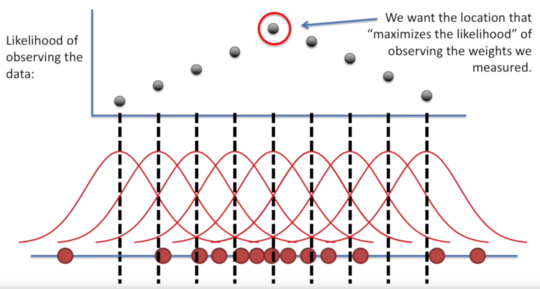 Likelihood of
observing the
data:
We want the location that
“maximizes the likelihood” of
observing the weights we
measured.